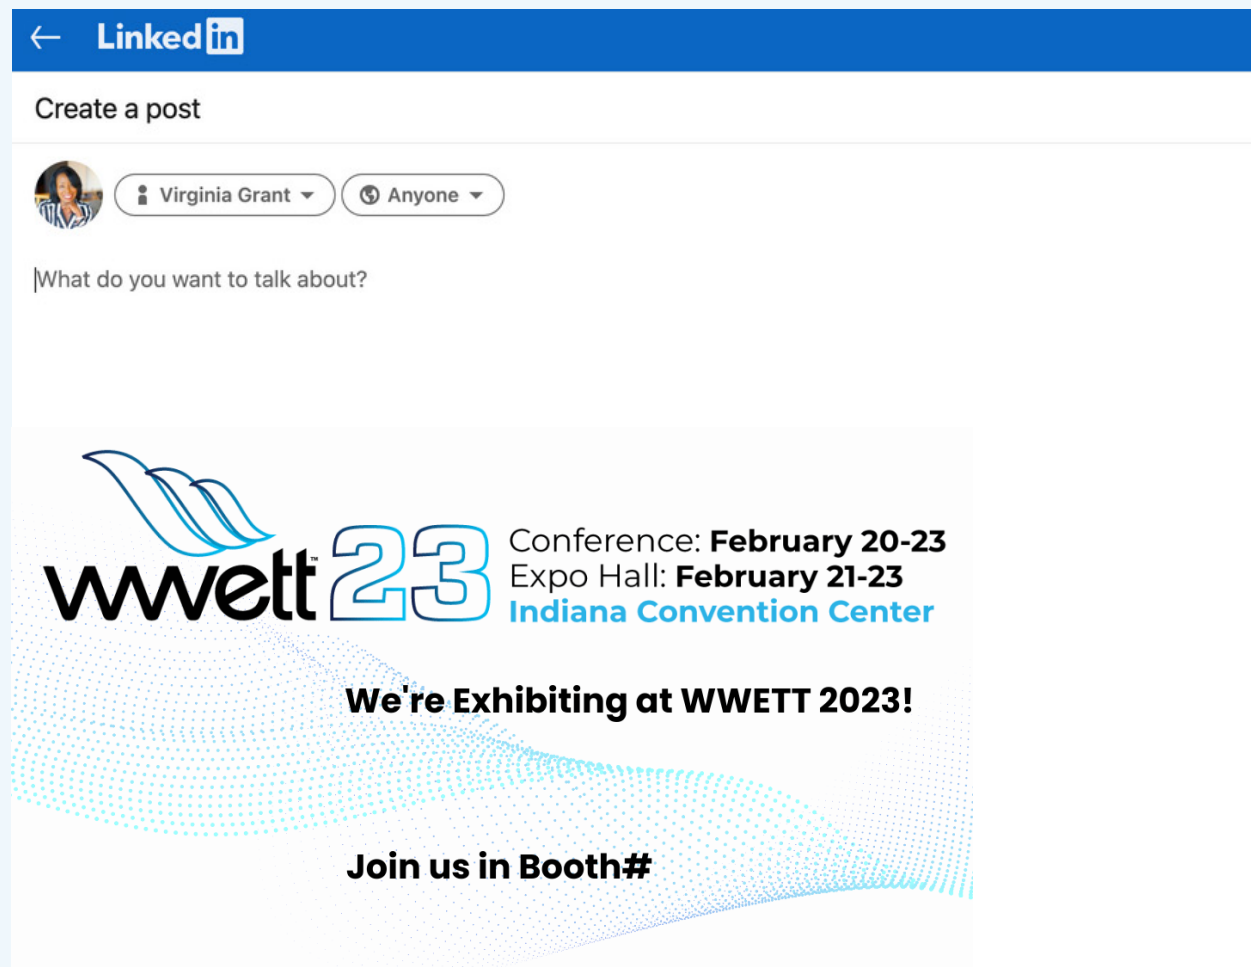 LinkedIn
Create a post
Virginia Grant
Anyone
What do you want to talk about?
wwett™ 23
Conference: February 20-23
Expo Hall: February 21-23
Indiana Convention Center
We're Exhibiting at WWETT 2023!
Join us in Booth#